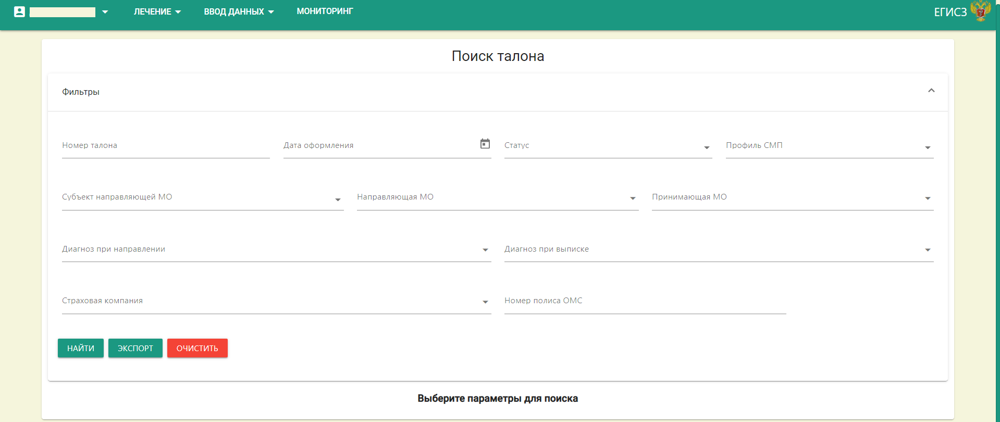 ЛЕЧЕНИЕ ВВОД ДАННЫХ МОНИТОРИНГ ЕГИСЗ
Поиск талона
Фильтры
Номер талона Дата оформления Статус Профиль СМП
Субъект направляющей МО Направляющая МО Принимающая МО
Диагноз при направлении Диагноз при выписке
Страховая компания Номер полиса ОМС
НАЙТИ ЭКСПОРТ ОЧИСТИТЬ
Выберите параметры для поиска